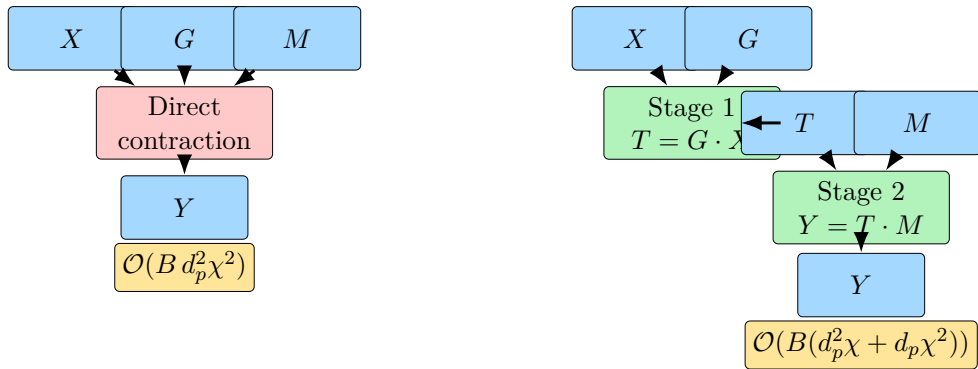 X G M
Direct
contraction
Y
𝒪(B d_p^2 χ^2)
X G
Stage 1
T = G · X
T M
Stage 2
Y = T · M
Y
𝒪(B(d_p^2 χ + d_p χ^2))